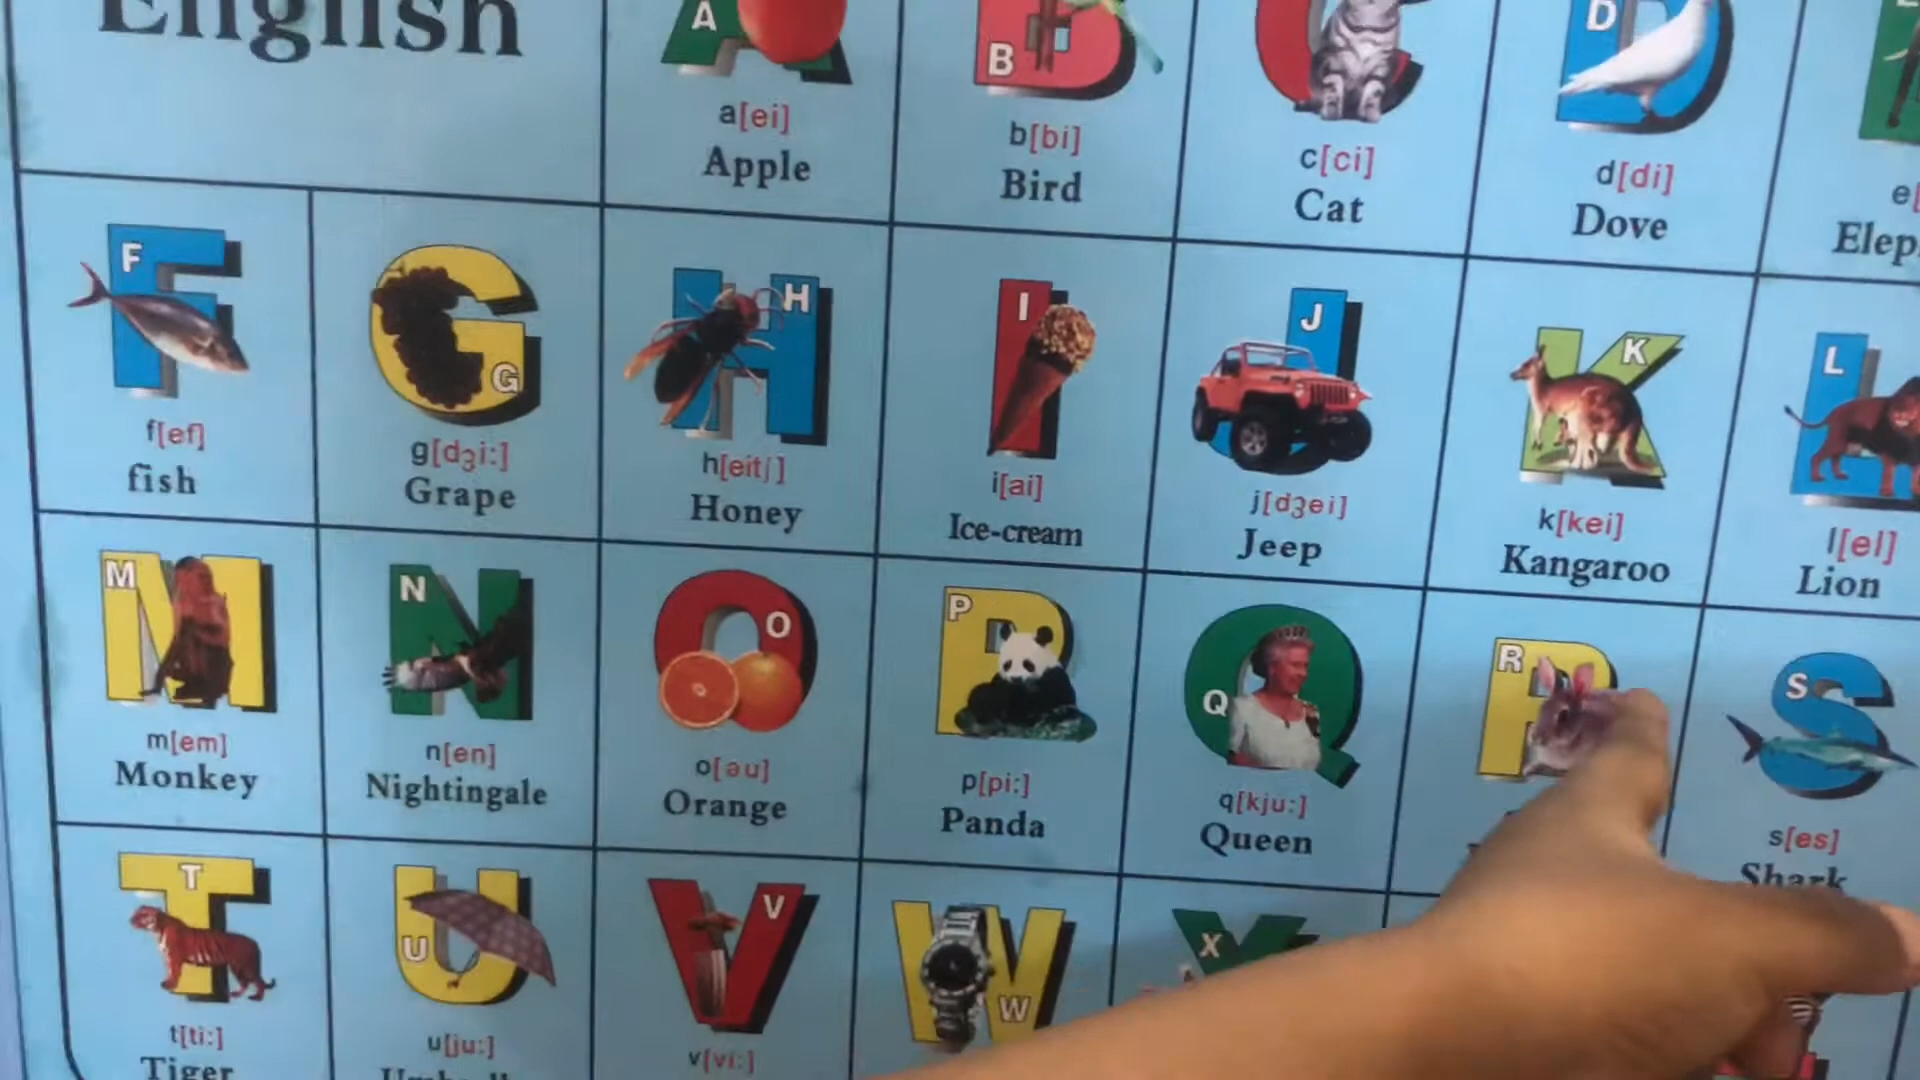 English
A
B
D
a[ei]
b[bi]
c[ci]
d[di]
Apple
Bird
Cat
Dove
F
G
H
I
J
K
L
f[ef]
g[dʒi:]
h[eitʃ]
i[ai]
j[dʒei]
k[kei]
l[el]
fish
Grape
Honey
Ice-cream
Jeep
Kangaroo
Lion
M
N
O
P
Q
R
S
m[em]
n[en]
o[əu]
p[pi:]
q[kju:]
s[es]
Monkey
Nightingale
Orange
Panda
Queen
Shark
T
U
V
W
X
t[ti:]
u[ju:]
v[vi:]
Tiger